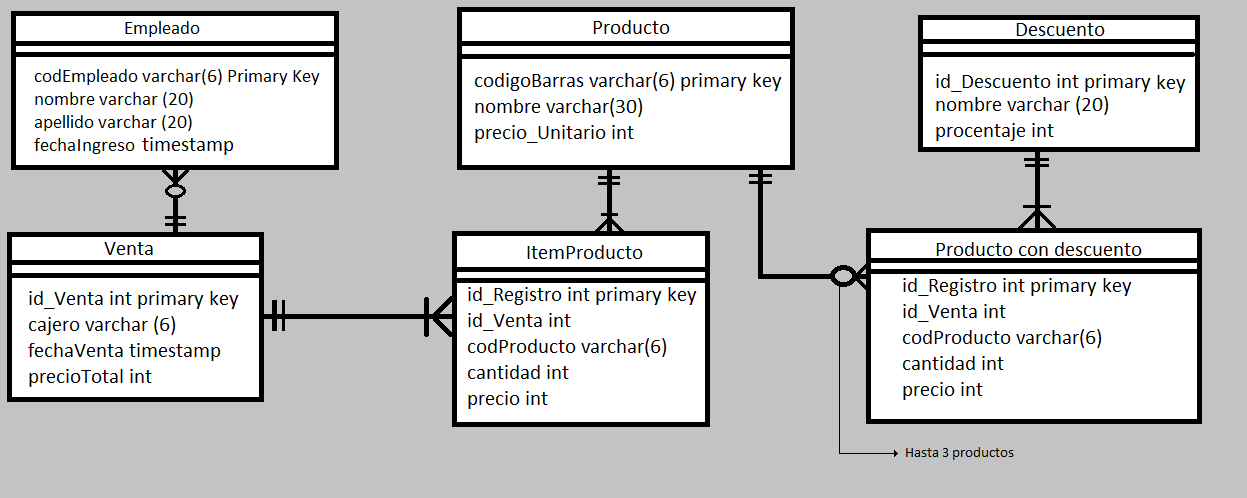 Empleado
codEmpleado varchar(6) Primary Key
nombre varchar (20)
apellido varchar (20)
fechaIngreso timestamp
Producto
codigoBarras varchar(6) primary key
nombre varchar(30)
precio_Unitario int
Descuento
id_Descuento int primary key
nombre varchar (20)
procentaje int
Venta
id_Venta int primary key
cajero varchar (6)
fechaVenta timestamp
precioTotal int
ItemProducto
id_Registro int primary key
id_Venta int
codProducto varchar(6)
cantidad int
precio int
Producto con descuento
id_Registro int primary key
id_Venta int
codProducto varchar(6)
cantidad int
precio int
Hasta 3 productos